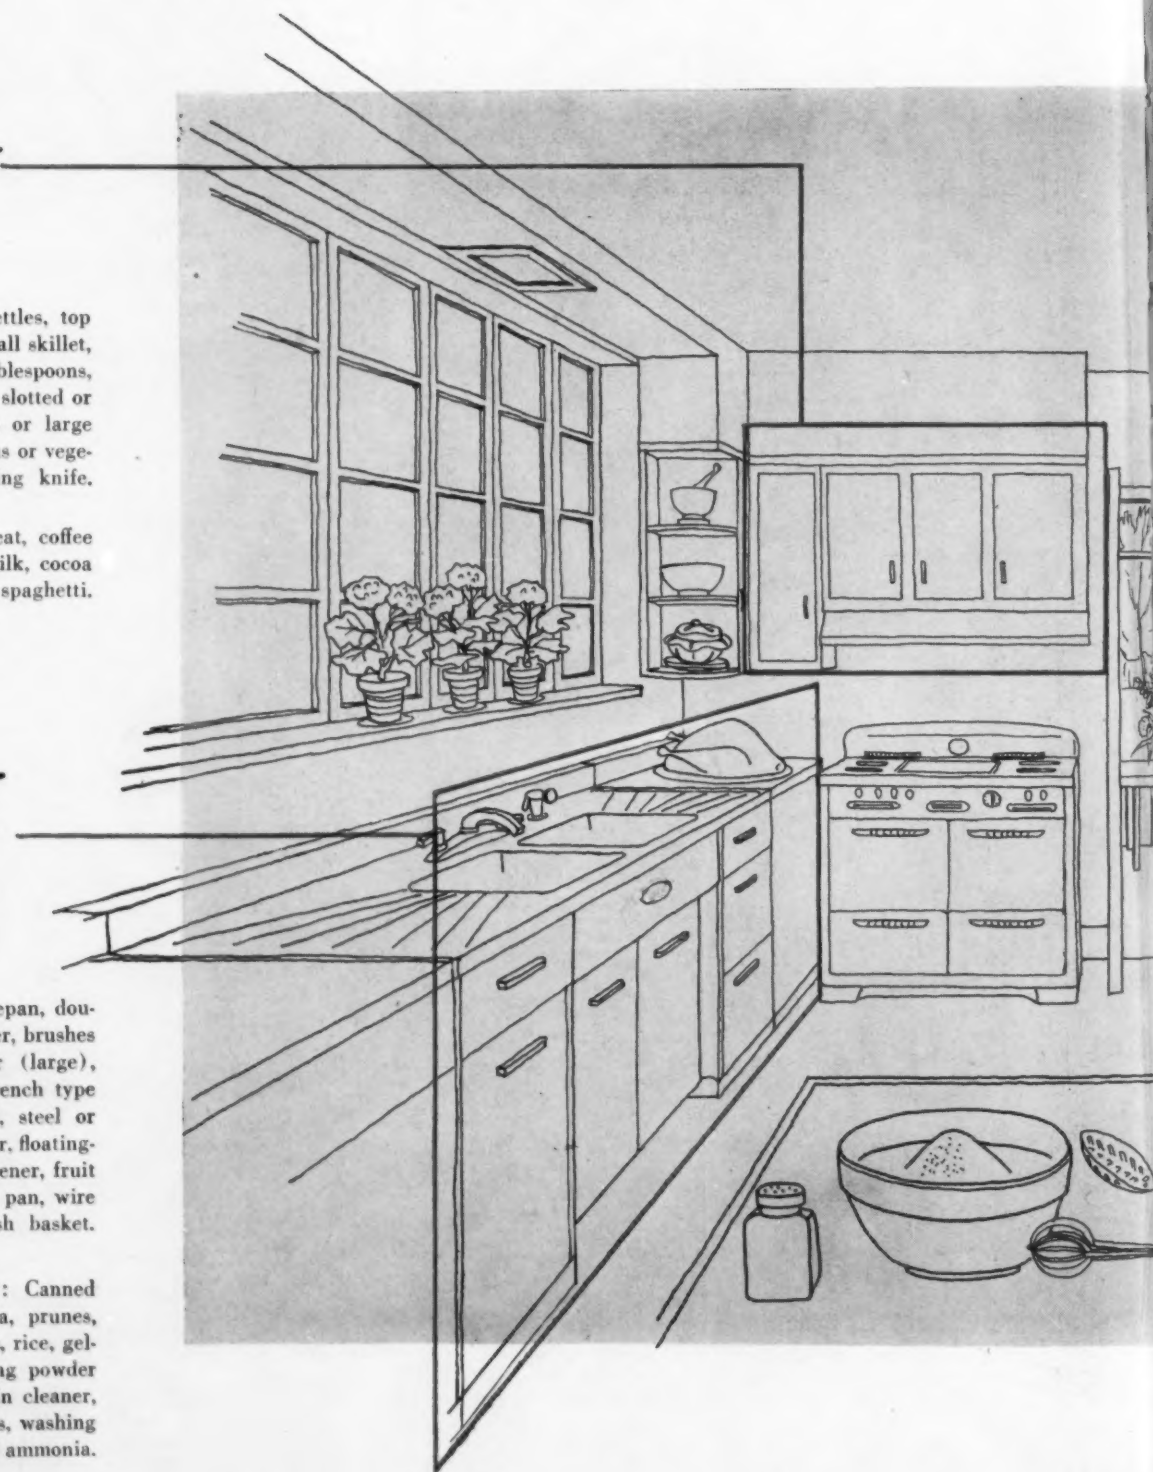 ettles, top
all skillet,
blespoons,
slotted or
or large
s or vege-
ng knife.
eat, coffee
ilk, cocoa
spaghetti.
epan, dou-
er, brushes
r (large),
ench type
, steel or
r, floating-
ener, fruit
pan, wire
sh basket.
: Canned
a, prunes,
, rice, gel-
ng powder
n cleaner,
s, washing
ammonia.